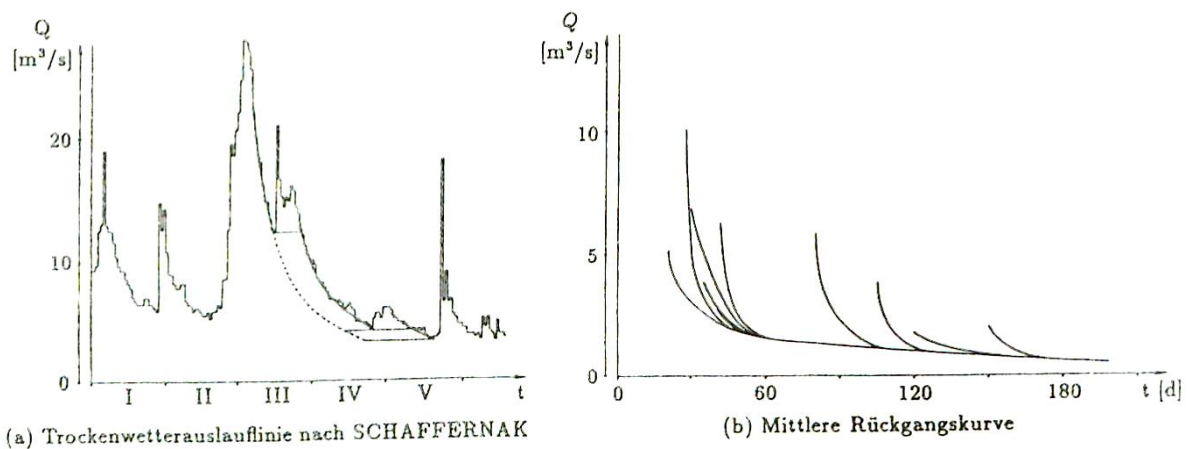 Q
[m³/s]
20
10
0
I II III IV V t
(a) Trockenwetterauslauflinie nach SCHAFFERNAK
Q
[m³/s]
10
5
0
0 60 120 180 t [d]
(b) Mittlere Rückgangskurve